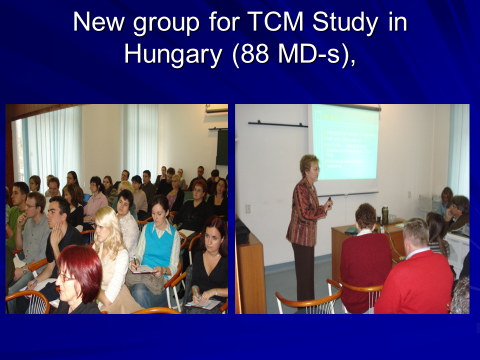 New group for TCM Study in
Hungary (88 MD-s),